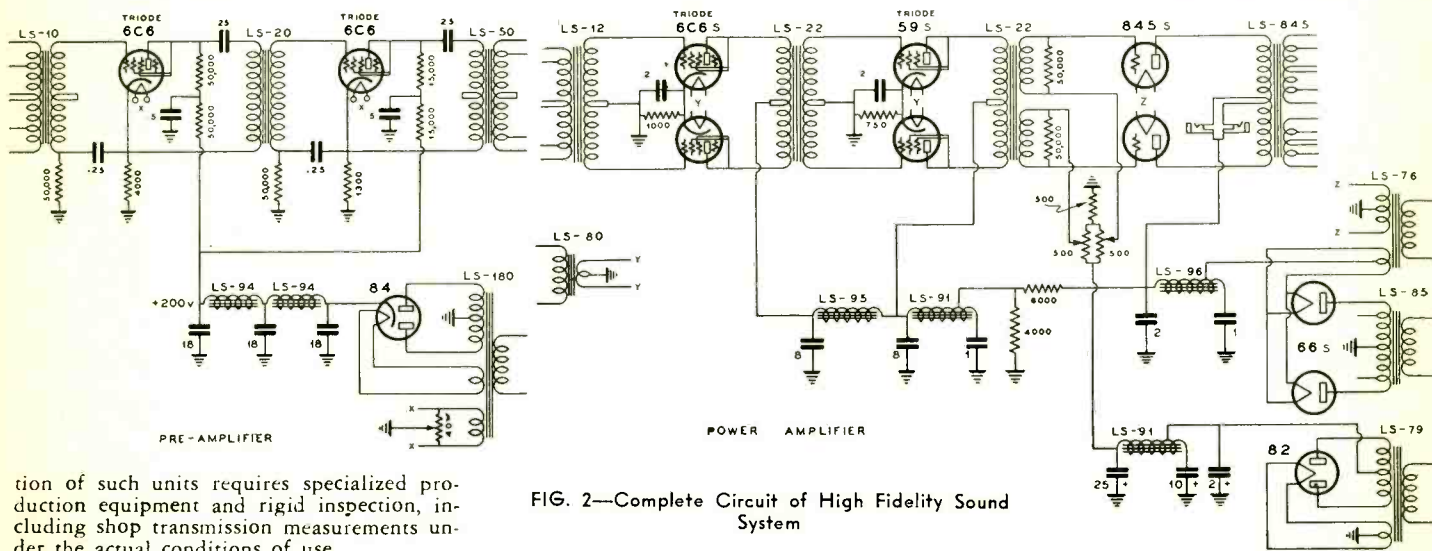 TRIODE
6C6
LS-10
25
LS-20
TRIODE
6C6
25
LS-50
50,000
50,000
5
X
15,000
15,000
5
X
.25
.25
50,000
4000
50,000
1300
+200V
LS-94
LS-94
84
LS-180
18
18
18
X
40W
X
PRE-AMPLIFIER
LS-80
Y
Y
LS-12
TRIODE
6C6 S
LS-22
TRIODE
59 S
LS-22
845 S
LS-845
2
+
1000
Y
2
750
50,000
50,000
Z
500
500
500
LS-95
LS-91
8
8
1
6000
4000
LS-96
2
1
Z
Z
LS-76
LS-85
66 S
LS-91
25 +
10 +
2 +
82
LS-79
POWER AMPLIFIER
tion of such units requires specialized pro-
duction equipment and rigid inspection, in-
cluding shop transmission measurements un-
der the actual conditions of use.
FIG. 2—Complete Circuit of High Fidelity Sound
System